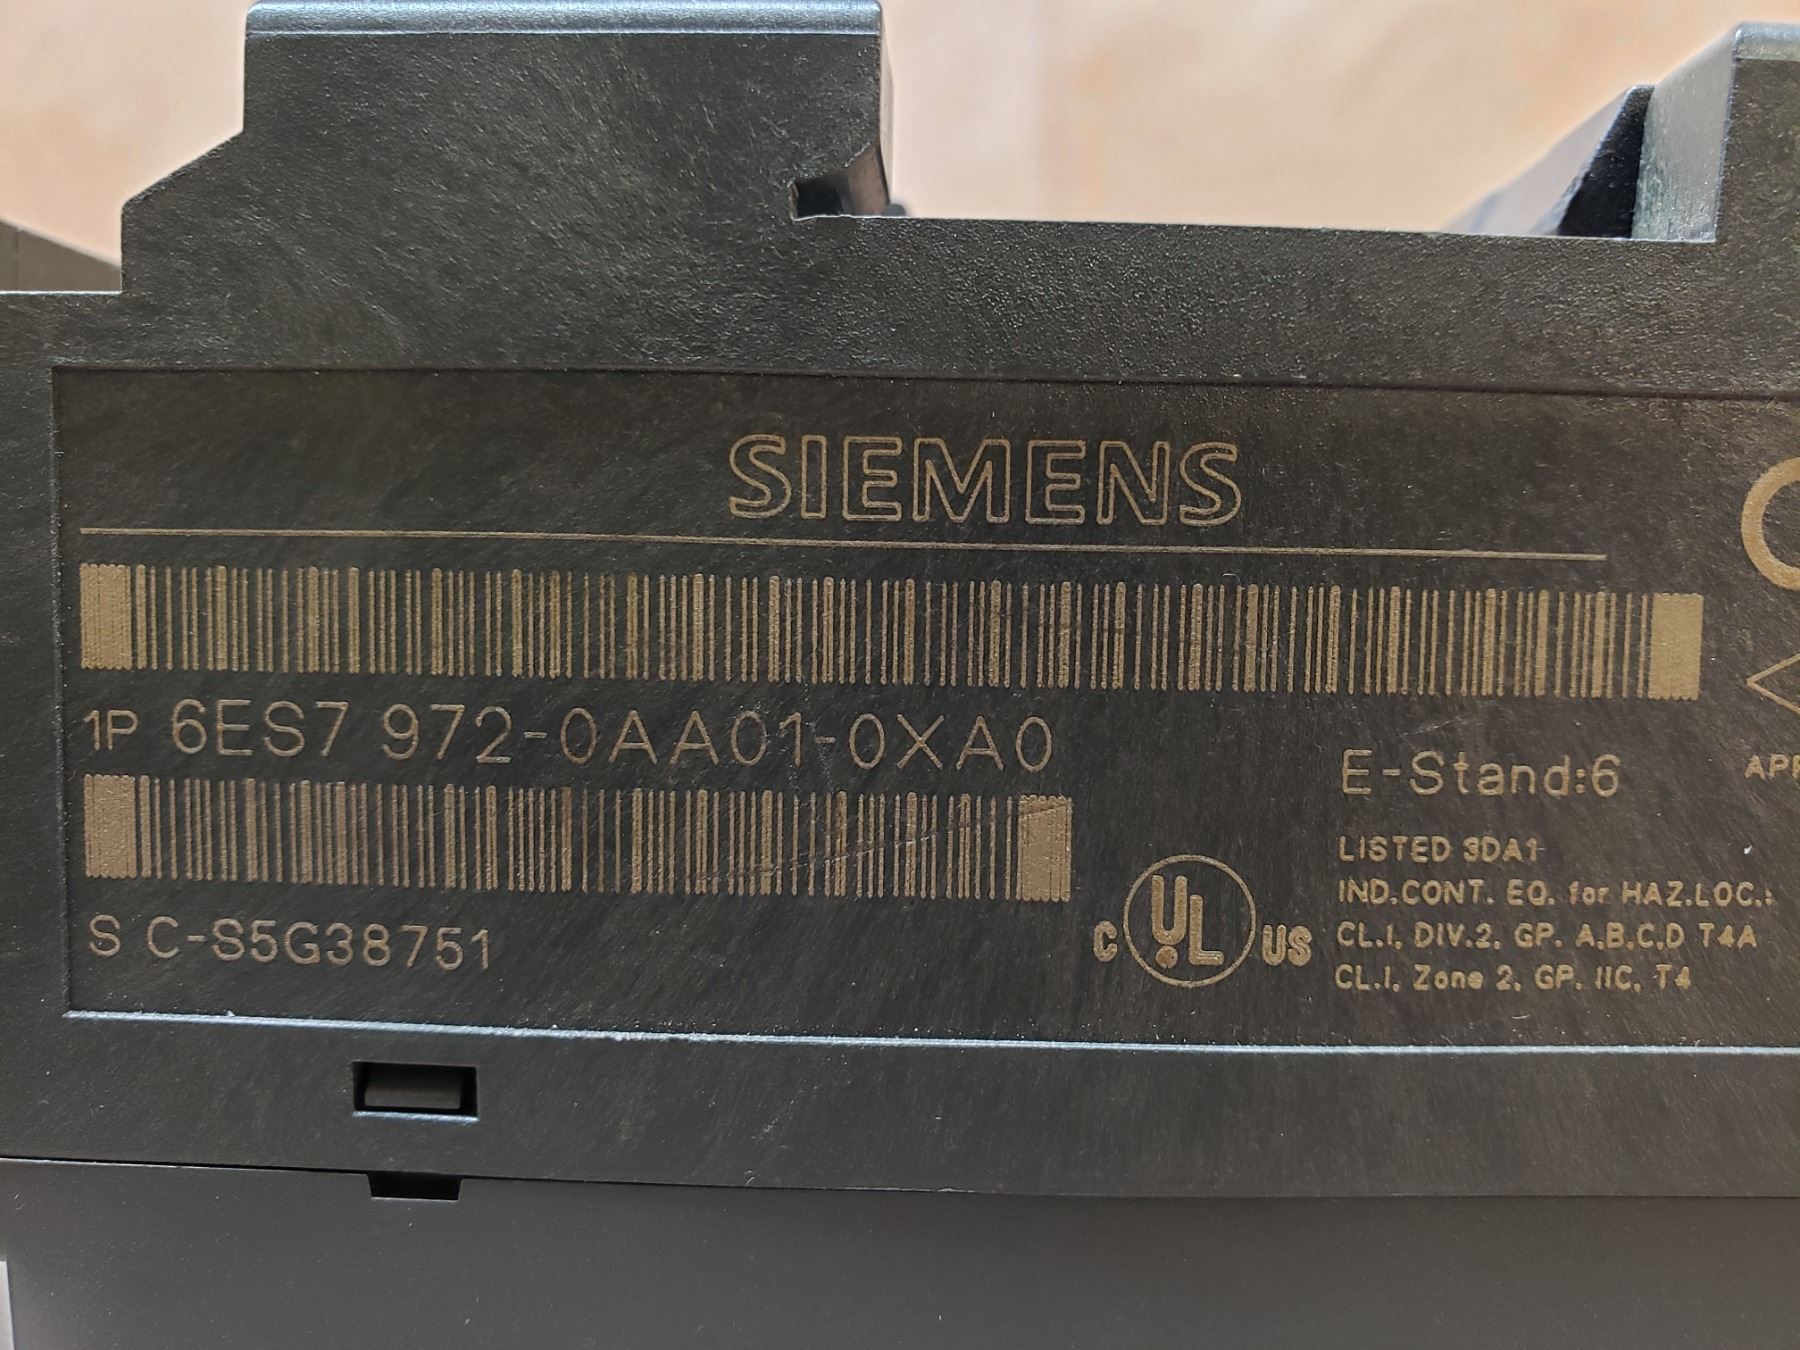 SIEMENS
1P 6ES7 972-0AA01-0XA0
E-Stand:6
S C-S5G38751
C UL US
LISTED 3DA1
IND.CONT. EQ. for HAZ.LOC.:
CL.I, DIV.2, GP. A,B,C,D T4A
CL.I, Zone 2, GP. IIC, T4